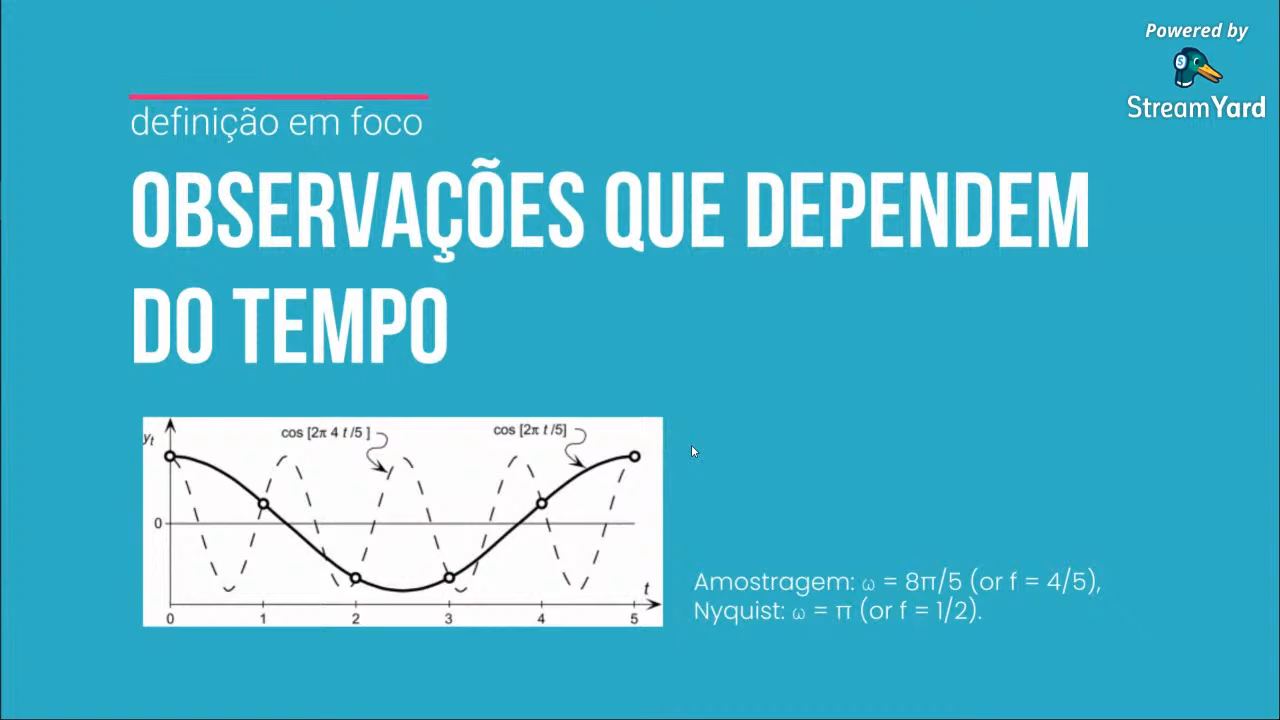 Powered by
StreamYard
definição em foco
OBSERVAÇÕES QUE DEPENDEM
DO TEMPO
yt
cos [2π 4 t /5 ]
cos [2π t /5]
0
t
0 1 2 3 4 5
Amostragem: ω = 8π/5 (or f = 4/5),
Nyquist: ω = π (or f = 1/2).